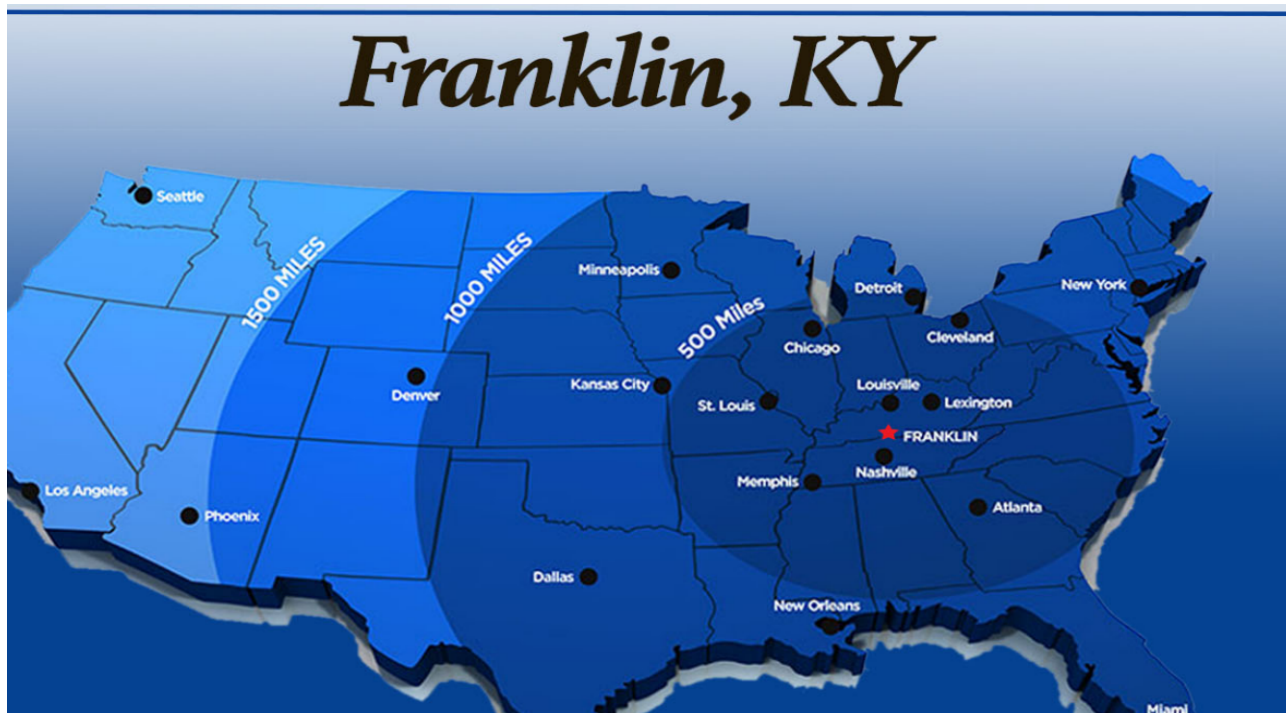 Franklin, KY
Seattle
1500 MILES
1000 MILES
Minneapolis
500 Miles
Detroit
New York
Chicago
Cleveland
Denver
Kansas City
St. Louis
Louisville
Lexington
FRANKLIN
Nashville
Memphis
Los Angeles
Phoenix
Atlanta
Dallas
New Orleans
Miami